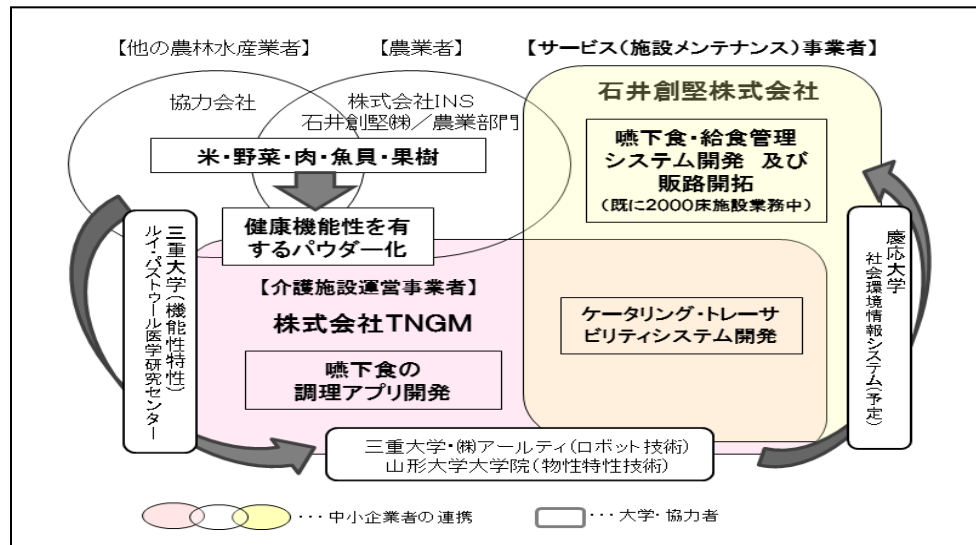 【他の農林水産業者】
【農業者】
【サービス(施設メンテナンス)事業者】
協力会社
株式会社INS
石井創堅㈱/農業部門
石井創堅株式会社
米・野菜・肉・魚貝・果樹
嚥下食・給食管理
システム開発 及び
販路開拓
(既に2000床施設業務中)
健康機能性を有
するパウダー化
三重大学(機能性特性)
ルイ・パストゥール医学研究センター
慶応大学
社会環境情報システム(予定)
【介護施設運営事業者】
株式会社TNGM
嚥下食の
調理アプリ開発
ケータリング・トレーサ
ビリティシステム開発
三重大学・㈱アールティ(ロボット技術)
山形大学大学院(物性特性技術)
・・・中小企業者の連携
・・・大学・協力者